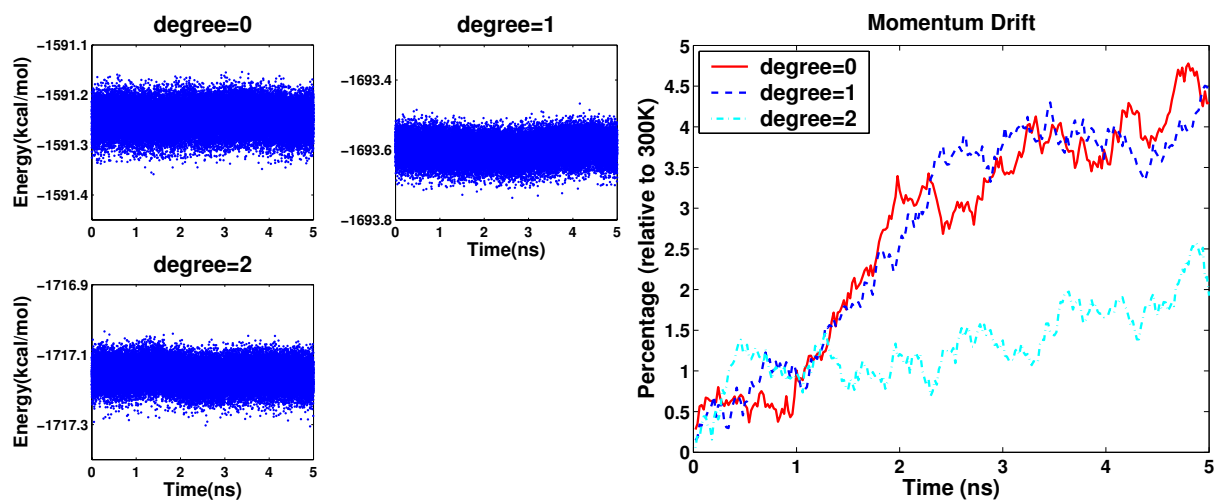 degree=0
Energy(kcal/mol)
−1591.1
−1591.2
−1591.3
−1591.4
0 1 2 3 4 5
Time(ns)
degree=1
−1693.4
−1693.6
−1693.8
0 1 2 3 4 5
Time(ns)
degree=2
Energy(kcal/mol)
−1716.9
−1717.1
−1717.3
0 1 2 3 4 5
Time(ns)
Momentum Drift
Percentage (relative to 300K)
5
4.5
4
3.5
3
2.5
2
1.5
1
0.5
0
degree=0
degree=1
degree=2
0 1 2 3 4 5
Time (ns)